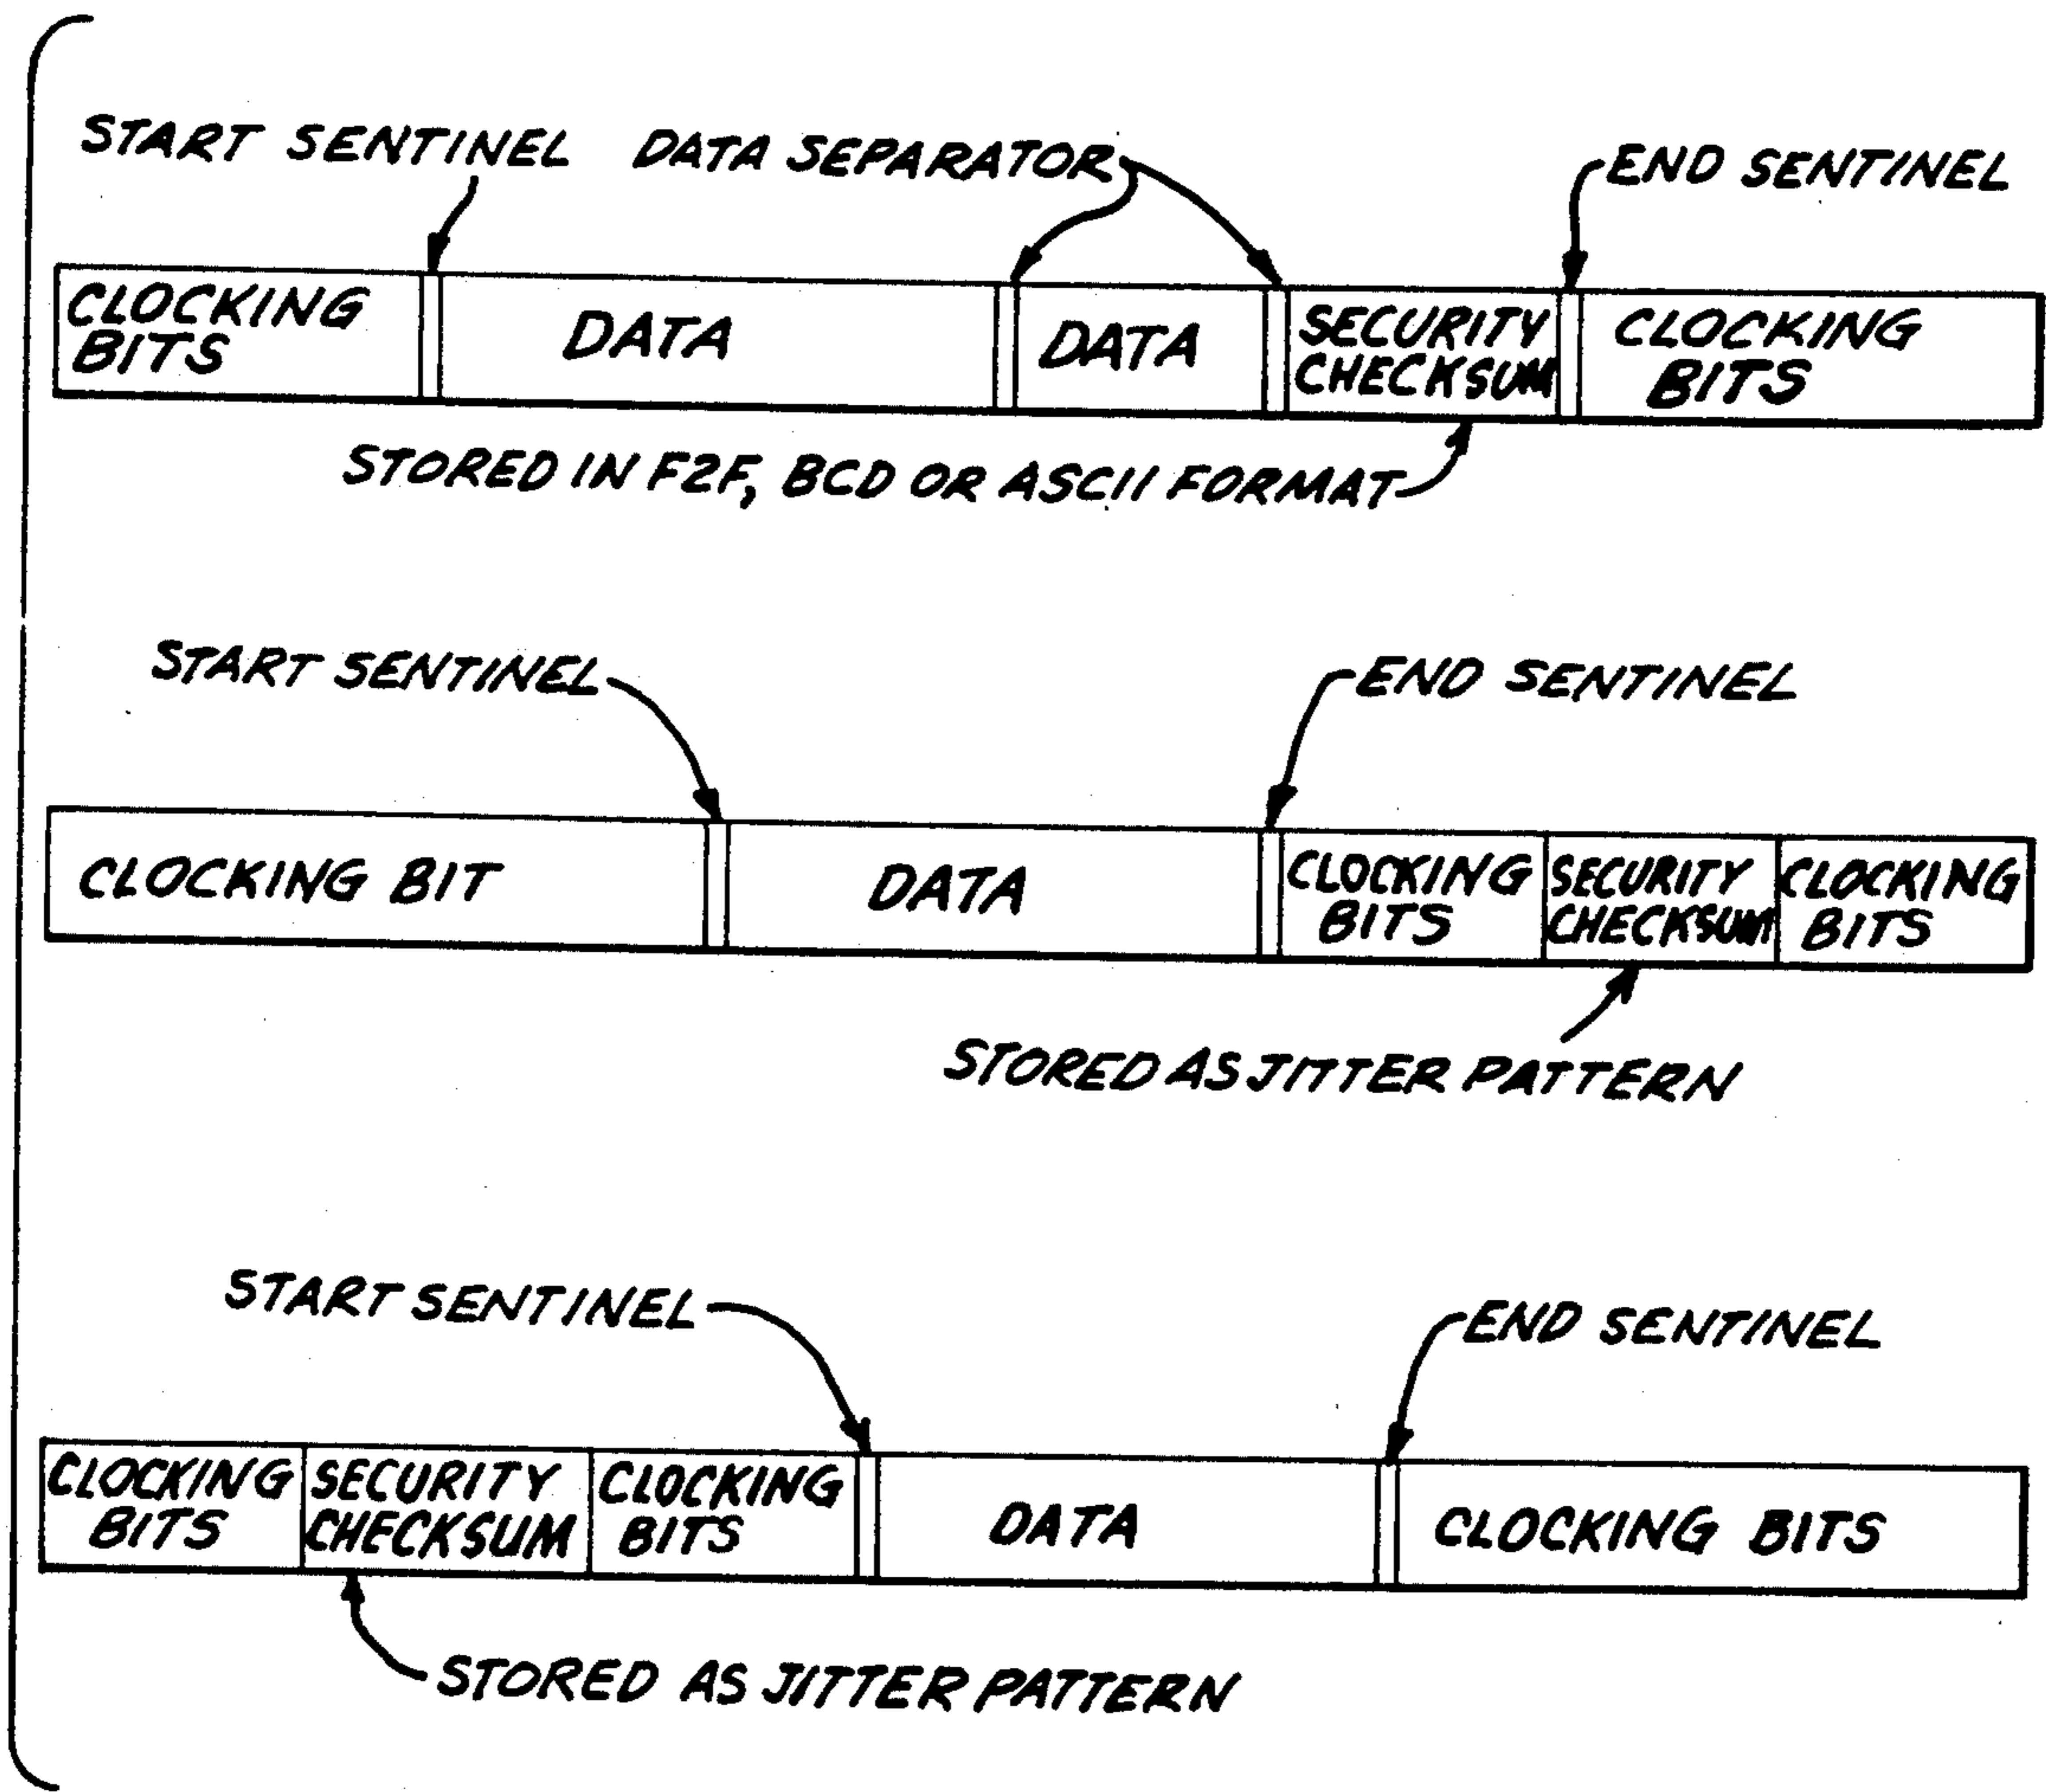 START SENTINEL DATA SEPARATOR END SENTINEL
CLOCKING BITS DATA DATA SECURITY CHECKSUM CLOCKING BITS
STORED IN F2F, BCD OR ASCII FORMAT
START SENTINEL END SENTINEL
CLOCKING BIT DATA CLOCKING BITS SECURITY CHECKSUM CLOCKING BITS
STORED AS JITTER PATTERN
START SENTINEL END SENTINEL
CLOCKING BITS SECURITY CHECKSUM CLOCKING BITS DATA CLOCKING BITS
STORED AS JITTER PATTERN